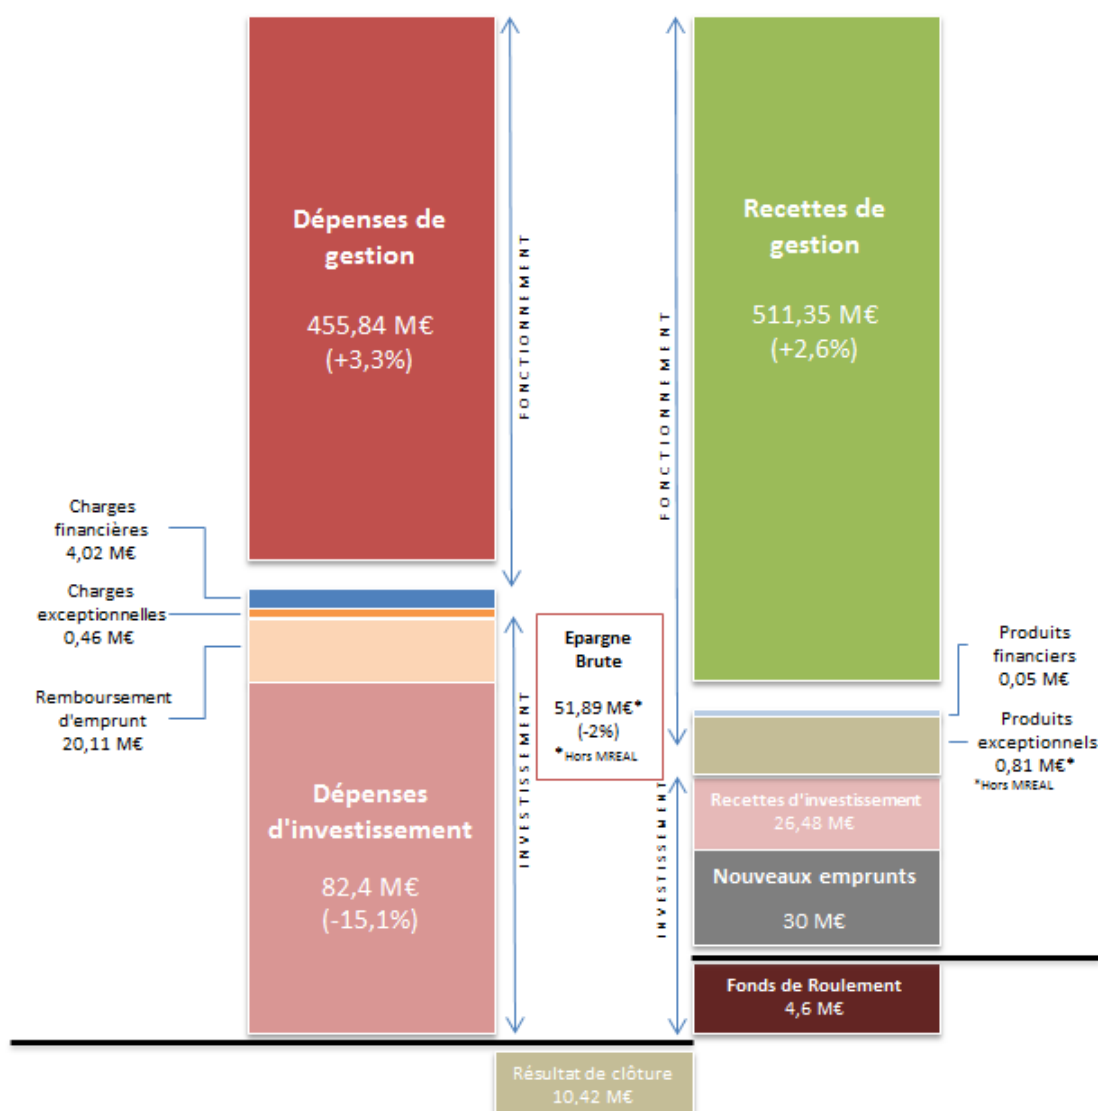 Dépenses de
gestion
455,84 M€
(+3,3%)
FONCTIONNEMENT
Charges
financières
4,02 M€
Charges
exceptionnelles
0,46 M€
Remboursement
d'emprunt
20,11 M€
Dépenses
d'investissement
82,4 M€
(-15,1%)
INVESTISSEMENT
Epargne
Brute
51,89 M€*
(-2%)
*Hors MREAL
FONCTIONNEMENT
Recettes de
gestion
511,35 M€
(+2,6%)
Produits
financiers
0,05 M€
Produits
exceptionnels
0,81 M€*
*Hors MREAL
INVESTISSEMENT
Recettes d'investissement
26,48 M€
Nouveaux emprunts
30 M€
Fonds de Roulement
4,6 M€
Résultat de clôture
10,42 M€